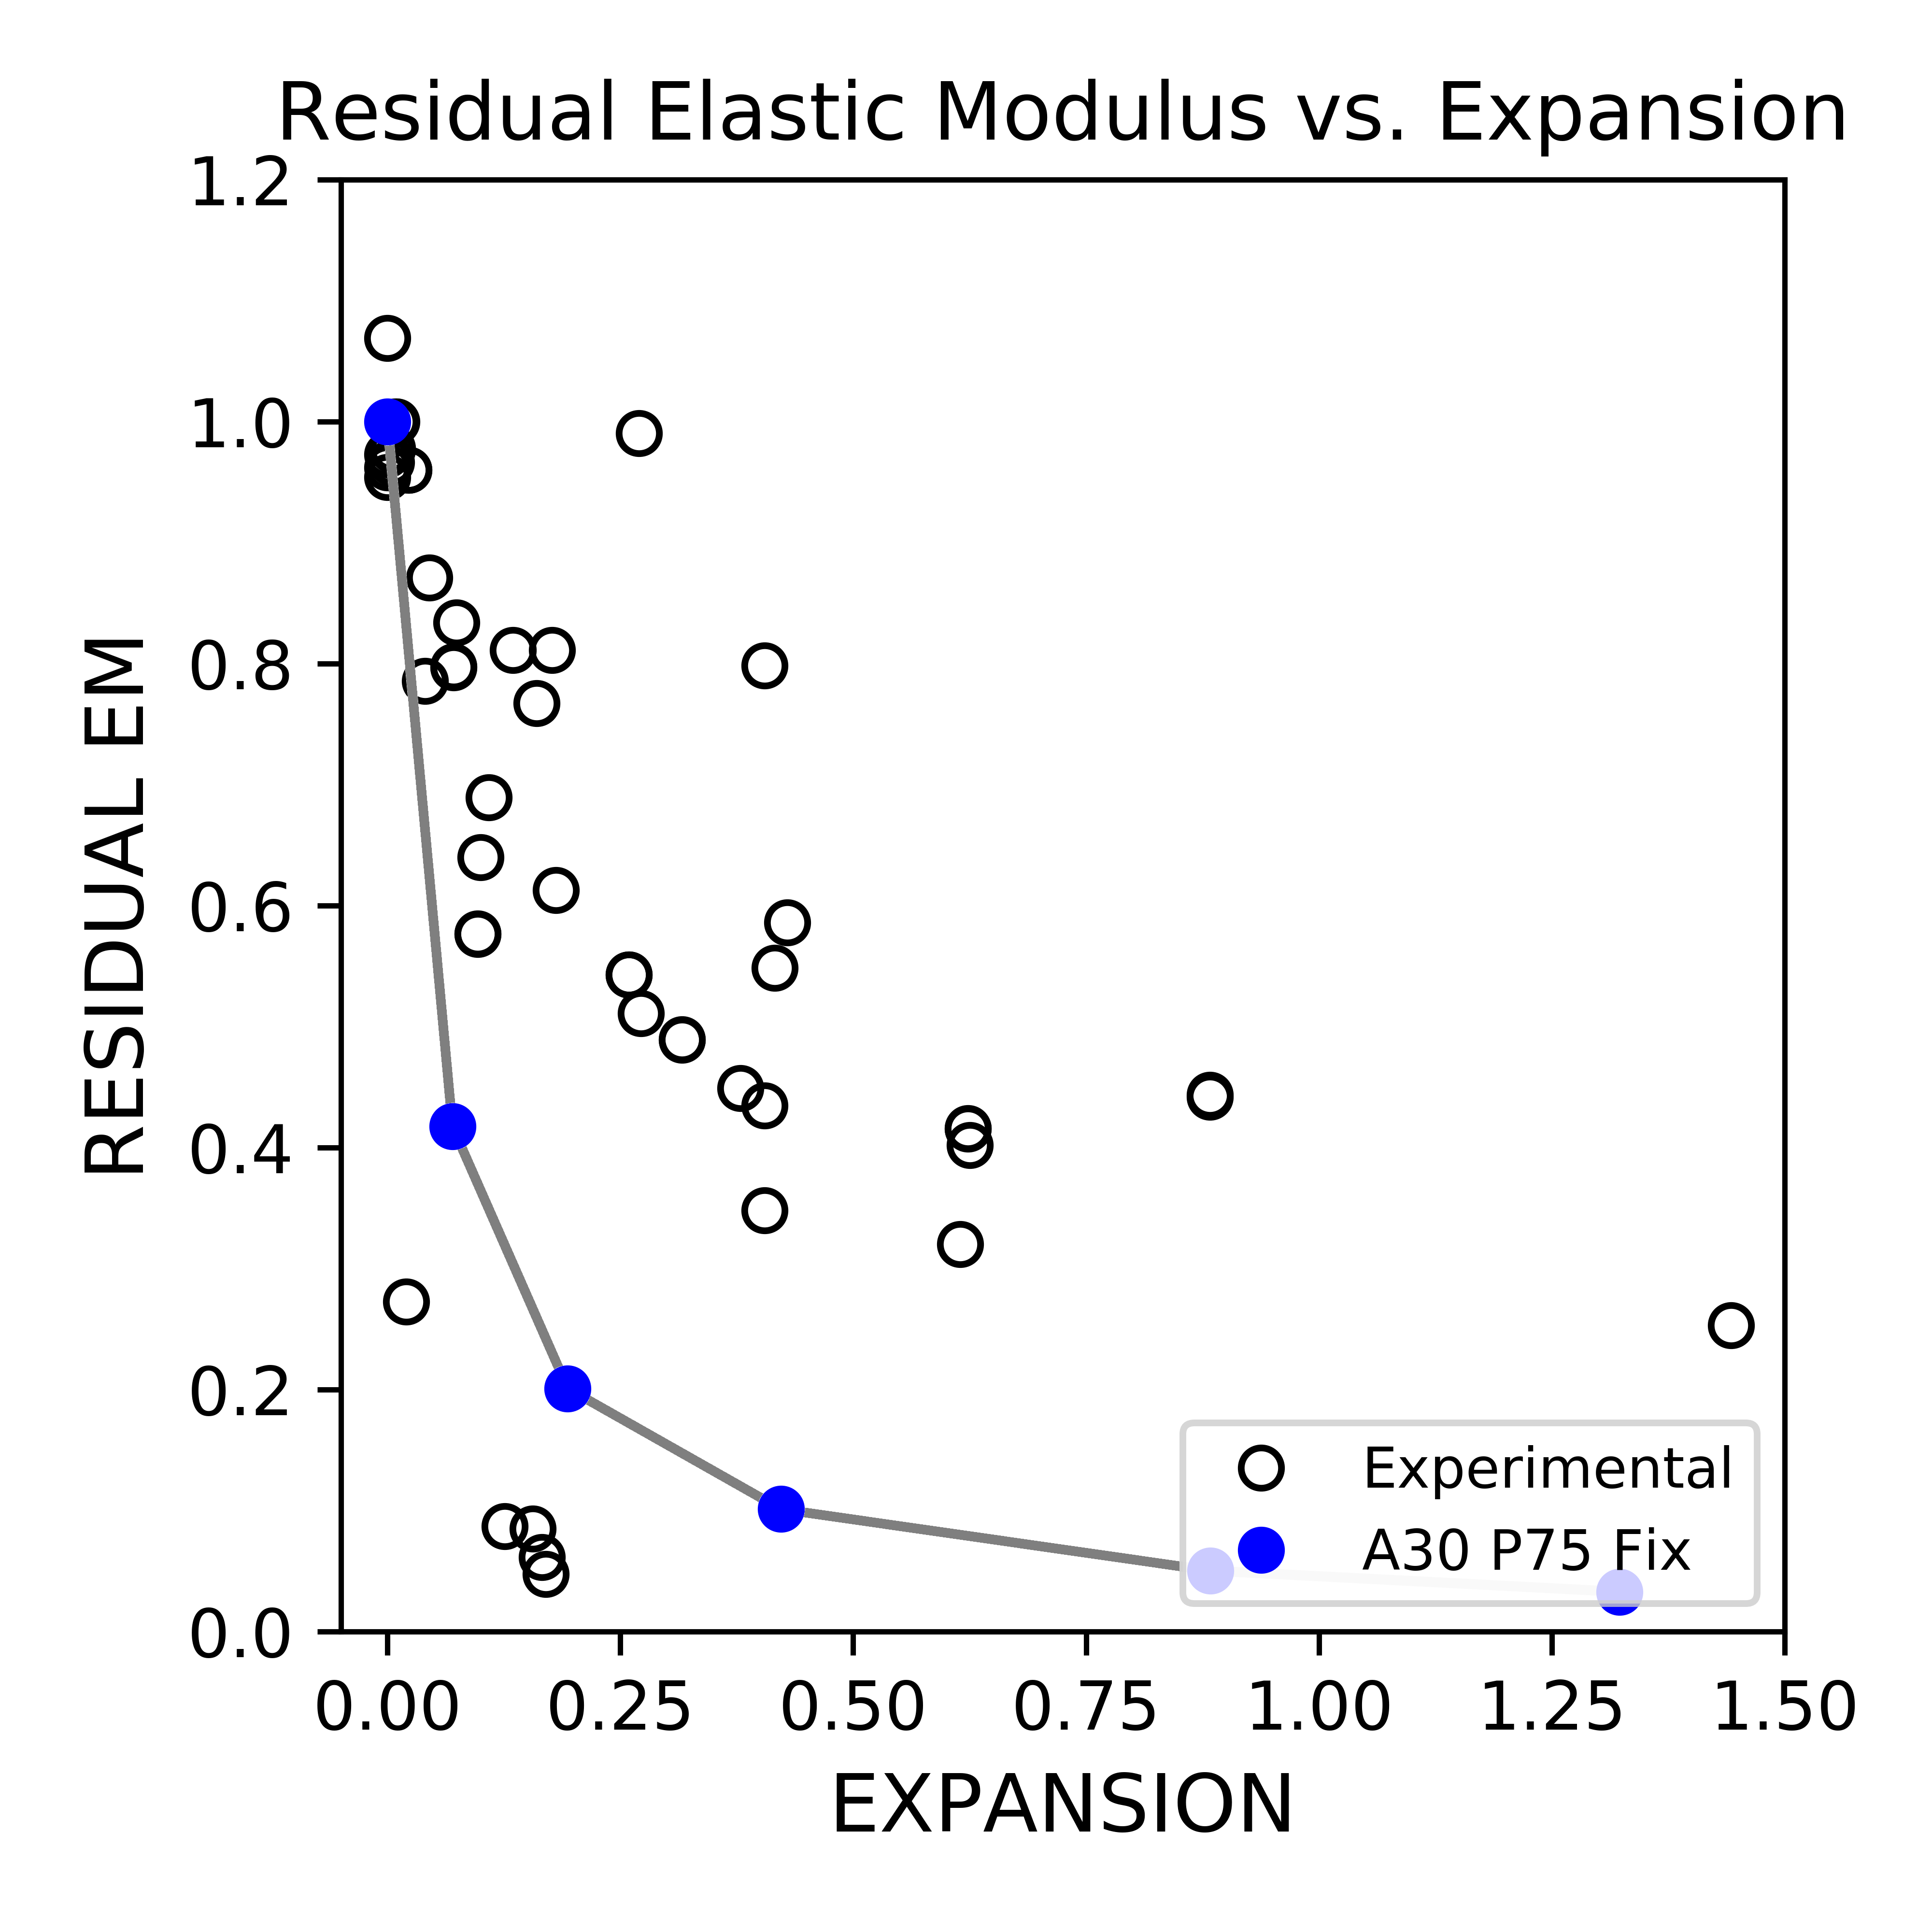 Residual Elastic Modulus vs. Expansion
1.2
1.0
0.8
0.6
0.4
0.2
0.0
RESIDUAL EM
Experimental
A30 P75 Fix
0.00 0.25 0.50 0.75 1.00 1.25 1.50
EXPANSION